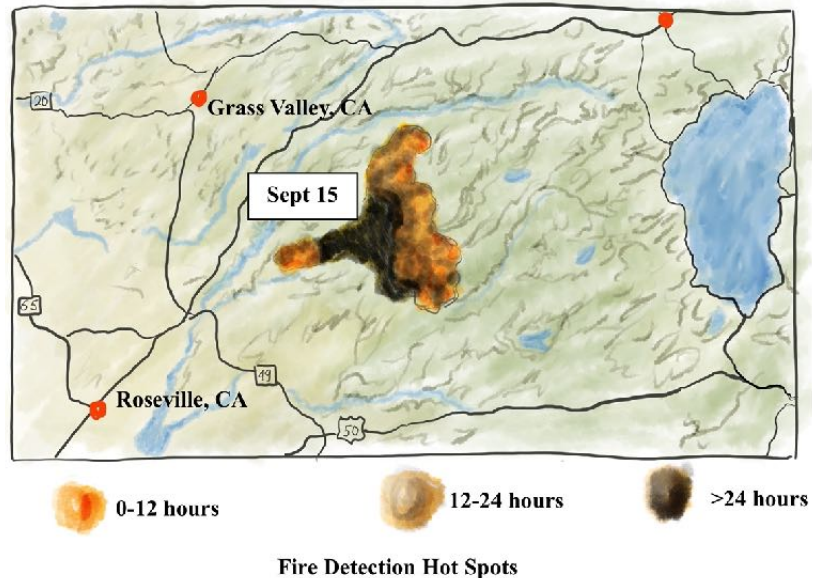 20
Grass Valley, CA
Sept 15
65
49
Roseville, CA
50
0-12 hours
12-24 hours
>24 hours
Fire Detection Hot Spots